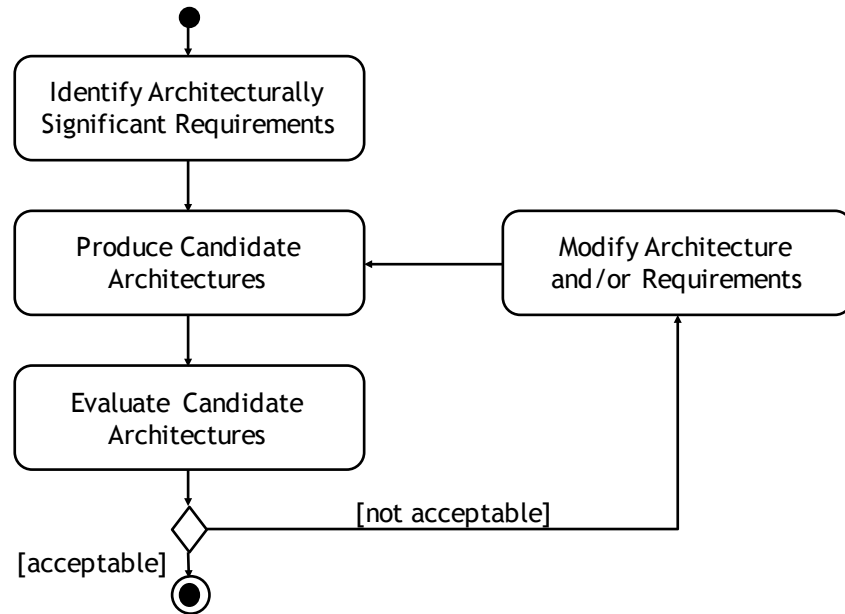 Identify Architecturally
Significant Requirements
Produce Candidate
Architectures
Modify Architecture
and/or Requirements
Evaluate Candidate
Architectures
[not acceptable]
[acceptable]